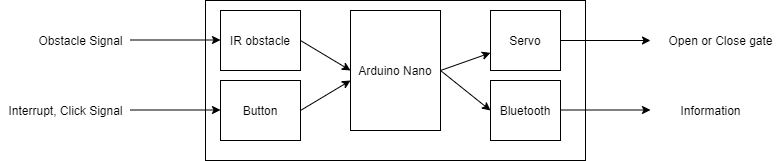 Obstacle Signal
IR obstacle
Arduino Nano
Servo
Open or Close gate
Interrupt, Click Signal
Button
Bluetooth
Information